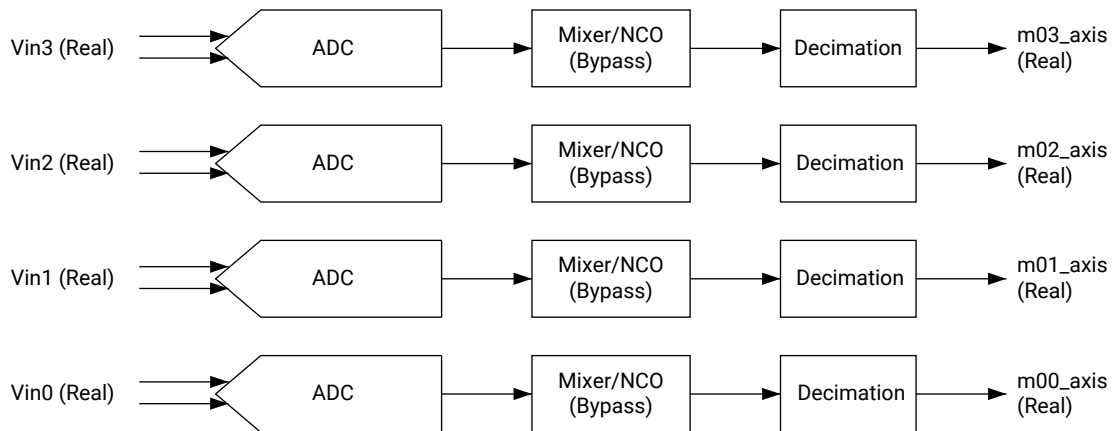 Vin3 (Real)
ADC
Mixer/NCO
(Bypass)
Decimation
m03_axis
(Real)
Vin2 (Real)
ADC
Mixer/NCO
(Bypass)
Decimation
m02_axis
(Real)
Vin1 (Real)
ADC
Mixer/NCO
(Bypass)
Decimation
m01_axis
(Real)
Vin0 (Real)
ADC
Mixer/NCO
(Bypass)
Decimation
m00_axis
(Real)